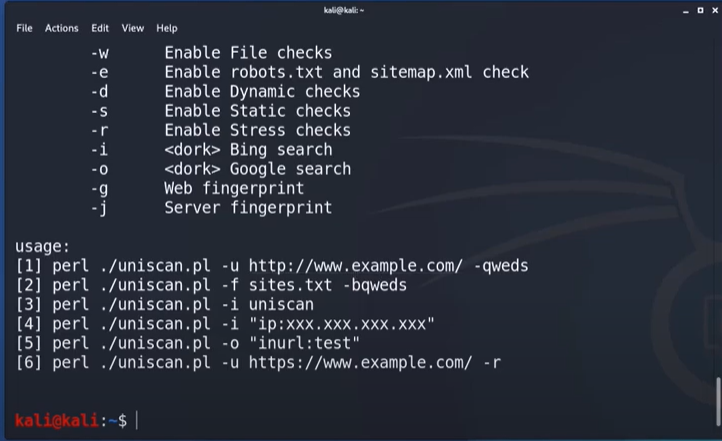 kali@kali: ~
File Actions Edit View Help
-w Enable File checks
-e Enable robots.txt and sitemap.xml check
-d Enable Dynamic checks
-s Enable Static checks
-r Enable Stress checks
-i <dork> Bing search
-o <dork> Google search
-g Web fingerprint
-j Server fingerprint
usage:
[1] perl ./uniscan.pl -u http://www.example.com/ -qweds
[2] perl ./uniscan.pl -f sites.txt -bqweds
[3] perl ./uniscan.pl -i uniscan
[4] perl ./uniscan.pl -i "ip:xxx.xxx.xxx.xxx"
[5] perl ./uniscan.pl -o "inurl:test"
[6] perl ./uniscan.pl -u https://www.example.com/ -r
kali@kali:~$